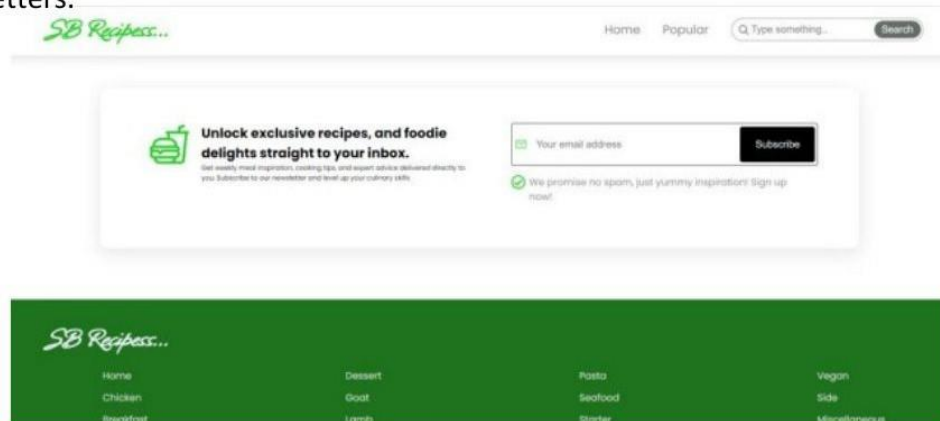 etters.
SB Recipess...
Home Popular Type something... Search
Unlock exclusive recipes, and foodie
delights straight to your inbox.
Get weekly meal inspiration, cooking tips, and expert advice delivered directly to
you Subscribe to our newsletter and level up your culinary skills
Your email address Subscribe
We promise no spam, just yummy inspiration! Sign up
now!
SB Recipess...
Home Dessert Pasta Vegan
Chicken Goat Seafood Side
Breakfast Lamb Starter Miscellaneous